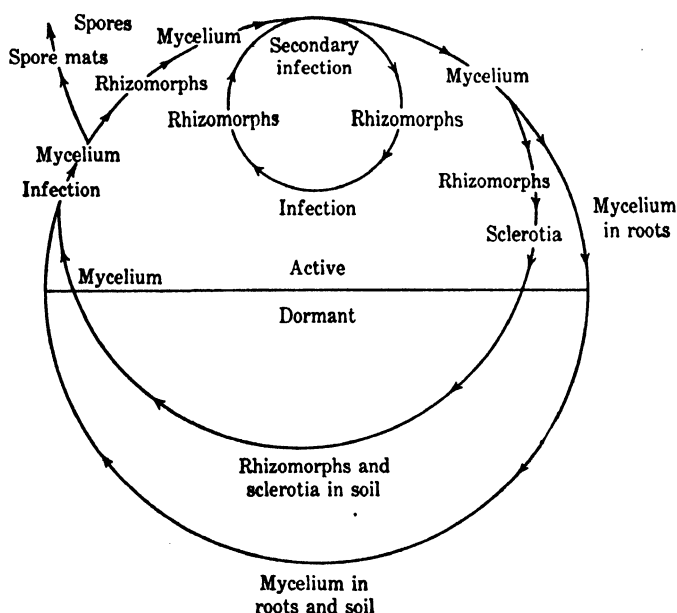 Spores
Spore mats
Mycelium
Rhizomorphs
Secondary
infection
Mycelium
Rhizomorphs
Rhizomorphs
Mycelium
Infection
Rhizomorphs
Infection
Mycelium
in roots
Sclerotia
Mycelium
Active
Dormant
Rhizomorphs and
sclerotia in soil
Mycelium in
roots and soil